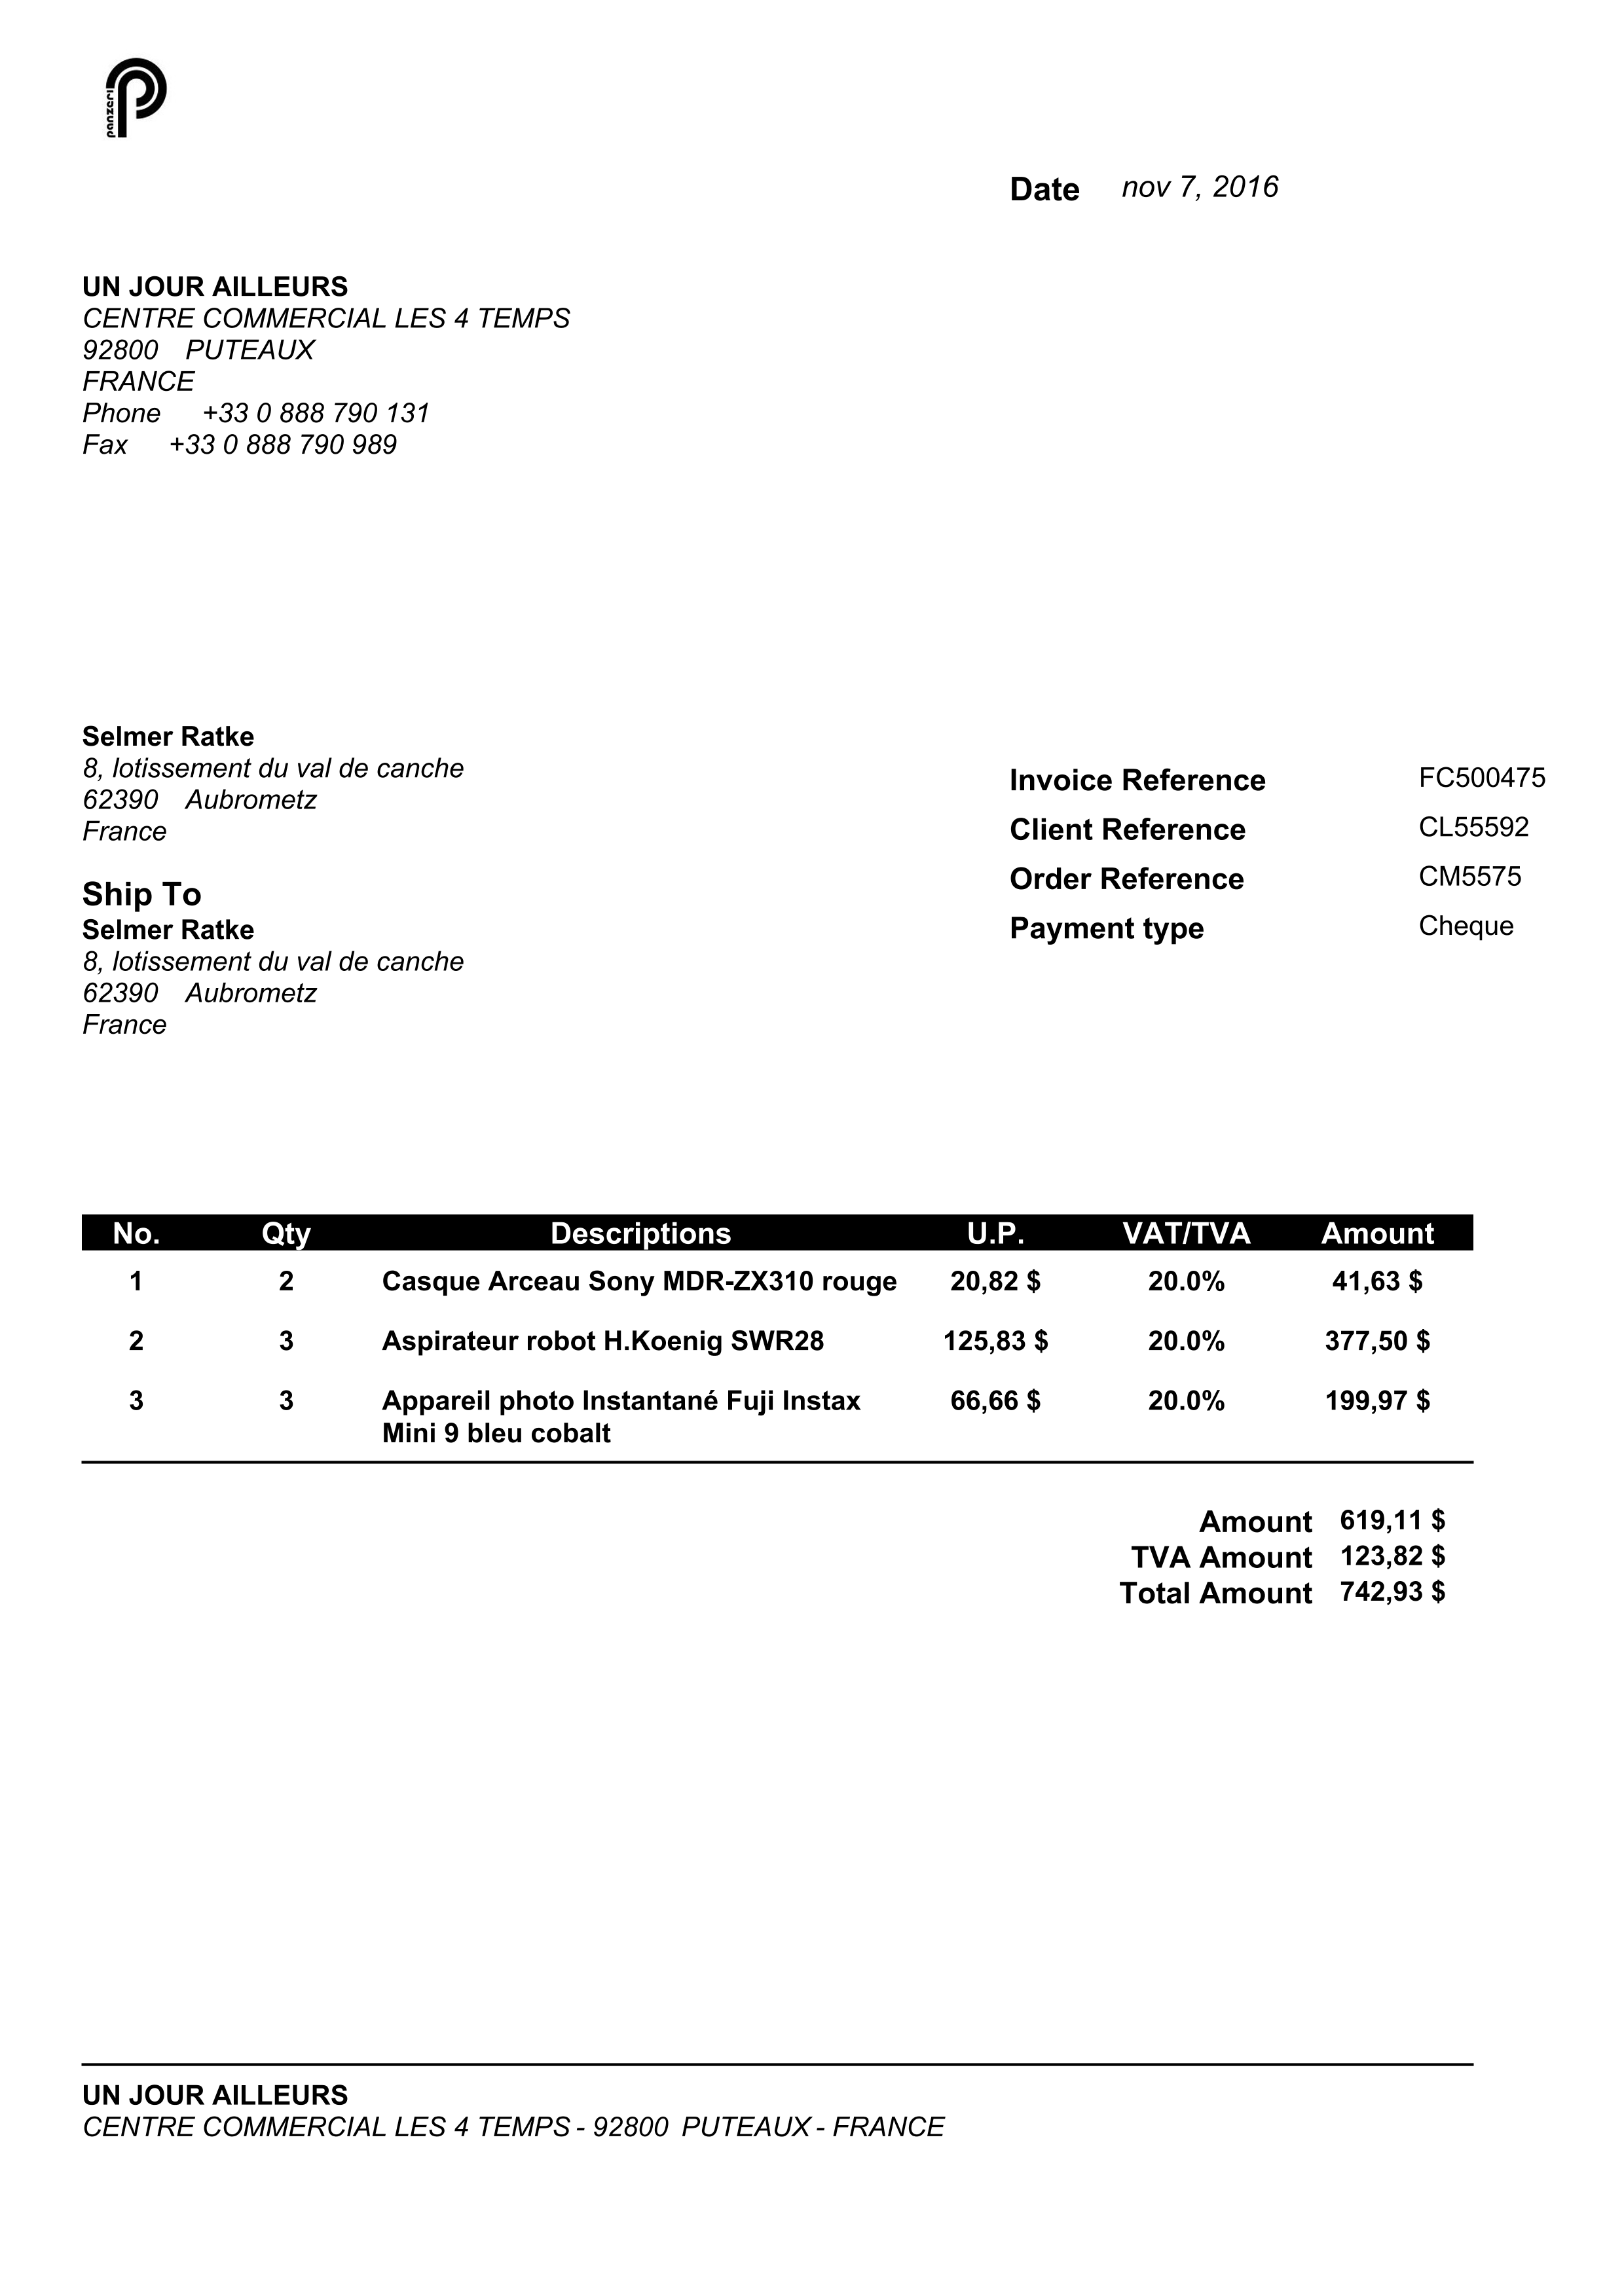 panzeri
Date nov 7, 2016
UN JOUR AILLEURS
CENTRE COMMERCIAL LES 4 TEMPS
92800 PUTEAUX
FRANCE
Phone +33 0 888 790 131
Fax +33 0 888 790 989
Selmer Ratke
8, lotissement du val de canche
62390 Aubrometz
France
Ship To
Selmer Ratke
8, lotissement du val de canche
62390 Aubrometz
France
Invoice Reference FC500475
Client Reference CL55592
Order Reference CM5575
Payment type Cheque
No. Qty Descriptions U.P. VAT/TVA Amount
1 2 Casque Arceau Sony MDR-ZX310 rouge 20,82 $ 20.0% 41,63 $
2 3 Aspirateur robot H.Koenig SWR28 125,83 $ 20.0% 377,50 $
3 3 Appareil photo Instantané Fuji Instax 66,66 $ 20.0% 199,97 $
Mini 9 bleu cobalt
Amount 619,11 $
TVA Amount 123,82 $
Total Amount 742,93 $
UN JOUR AILLEURS
CENTRE COMMERCIAL LES 4 TEMPS - 92800 PUTEAUX - FRANCE